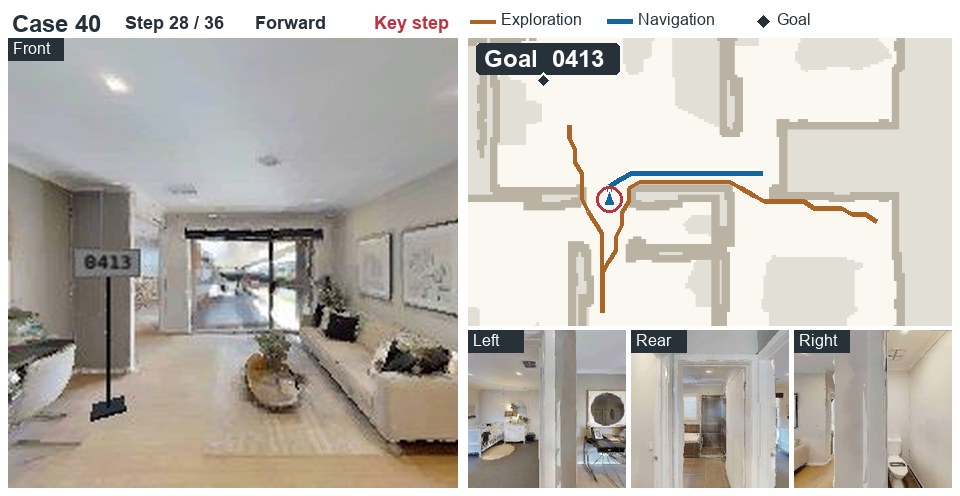 Case 40 Step 28 / 36 Forward Key step
Exploration Navigation Goal
Front
0413
Goal 0413
Left
Rear
Right